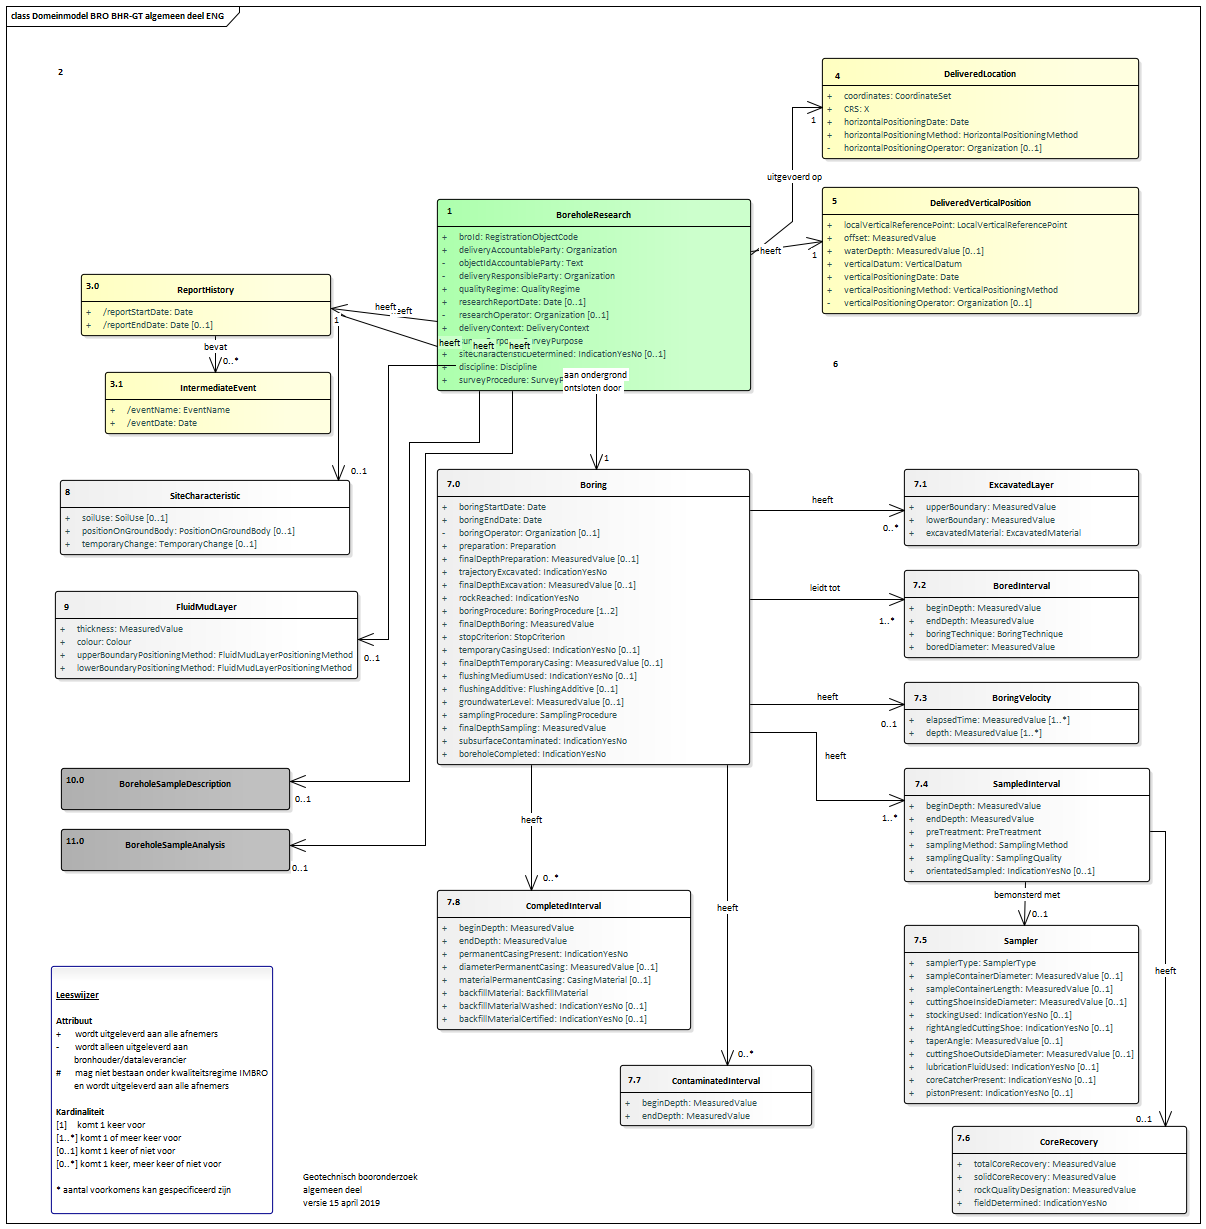 class Domeinmodel BRO BHR-GT algemeen deel ENG
2
4 DeliveredLocation
+ coordinates: CoordinateSet
+ CRS: X
+ horizontalPositioningDate: Date
+ horizontalPositioningMethod: HorizontalPositioningMethod
- horizontalPositioningOperator: Organization [0..1]
1
uitgevoerd op
5 DeliveredVerticalPosition
+ localVerticalReferencePoint: LocalVerticalReferencePoint
+ offset: MeasuredValue
+ waterDepth: MeasuredValue [0..1]
+ verticalDatum: VerticalDatum
+ verticalPositioningDate: Date
+ verticalPositioningMethod: VerticalPositioningMethod
- verticalPositioningOperator: Organization [0..1]
heeft
1
1 BoreholeResearch
+ broId: RegistrationObjectCode
+ deliveryAccountableParty: Organization
- objectIdAccountableParty: Text
- deliveryResponsibleParty: Organization
+ qualityRegime: QualityRegime
+ researchReportDate: Date [0..1]
- researchOperator: Organization [0..1]
+ deliveryContext: DeliveryContext
urveyPurpose
+ siteCharacteristicDetermined: IndicationYesNo [0..1]
+ discipline: Discipline
+ surveyProcedure: SurveyP
heeft
eeft
heeft
heeft
heeft
aan ondergrond
ontsloten door
1
3.0 ReportHistory
+ /reportStartDate: Date
+ /reportEndDate: Date [0..1]
1
bevat
0..*
3.1 IntermediateEvent
+ /eventName: EventName
+ /eventDate: Date
6
0..1
8 SiteCharacteristic
+ soilUse: SoilUse [0..1]
+ positionOnGroundBody: PositionOnGroundBody [0..1]
+ temporaryChange: TemporaryChange [0..1]
9 FluidMudLayer
+ thickness: MeasuredValue
+ colour: Colour
+ upperBoundaryPositioningMethod: FluidMudLayerPositioningMethod
+ lowerBoundaryPositioningMethod: FluidMudLayerPositioningMethod
0..1
10.0 BoreholeSampleDescription
0..1
11.0 BoreholeSampleAnalysis
0..1
7.0 Boring
+ boringStartDate: Date
+ boringEndDate: Date
- boringOperator: Organization [0..1]
+ preparation: Preparation
+ finalDepthPreparation: MeasuredValue [0..1]
+ trajectoryExcavated: IndicationYesNo
+ finalDepthExcavation: MeasuredValue [0..1]
+ rockReached: IndicationYesNo
+ boringProcedure: BoringProcedure [1..2]
+ finalDepthBoring: MeasuredValue
+ stopCriterion: StopCriterion
+ temporaryCasingUsed: IndicationYesNo [0..1]
+ finalDepthTemporaryCasing: MeasuredValue [0..1]
+ flushingMediumUsed: IndicationYesNo [0..1]
+ flushingAdditive: FlushingAdditive [0..1]
+ groundwaterLevel: MeasuredValue [0..1]
+ samplingProcedure: SamplingProcedure
+ finalDepthSampling: MeasuredValue
+ subsurfaceContaminated: IndicationYesNo
+ boreholeCompleted: IndicationYesNo
heeft
0..*
7.1 ExcavatedLayer
+ upperBoundary: MeasuredValue
+ lowerBoundary: MeasuredValue
+ excavatedMaterial: ExcavatedMaterial
leidt tot
1..*
7.2 BoredInterval
+ beginDepth: MeasuredValue
+ endDepth: MeasuredValue
+ boringTechnique: BoringTechnique
+ boredDiameter: MeasuredValue
heeft
0..1
7.3 BoringVelocity
+ elapsedTime: MeasuredValue [1..*]
+ depth: MeasuredValue [1..*]
heeft
1..*
7.4 SampledInterval
+ beginDepth: MeasuredValue
+ endDepth: MeasuredValue
+ preTreatment: PreTreatment
+ samplingMethod: SamplingMethod
+ samplingQuality: SamplingQuality
+ orientatedSampled: IndicationYesNo [0..1]
bemonsterd met
0..1
7.5 Sampler
+ samplerType: SamplerType
+ sampleContainerDiameter: MeasuredValue [0..1]
+ sampleContainerLength: MeasuredValue [0..1]
+ cuttingShoeInsideDiameter: MeasuredValue [0..1]
+ stockingUsed: IndicationYesNo [0..1]
+ rightAngledCuttingShoe: IndicationYesNo [0..1]
+ taperAngle: MeasuredValue [0..1]
+ cuttingShoeOutsideDiameter: MeasuredValue [0..1]
+ lubricationFluidUsed: IndicationYesNo [0..1]
+ coreCatcherPresent: IndicationYesNo [0..1]
+ pistonPresent: IndicationYesNo [0..1]
heeft
0..1
7.6 CoreRecovery
+ totalCoreRecovery: MeasuredValue
+ solidCoreRecovery: MeasuredValue
+ rockQualityDesignation: MeasuredValue
+ fieldDetermined: IndicationYesNo
heeft
0..*
7.8 CompletedInterval
+ beginDepth: MeasuredValue
+ endDepth: MeasuredValue
+ permanentCasingPresent: IndicationYesNo
+ diameterPermanentCasing: MeasuredValue [0..1]
+ materialPermanentCasing: CasingMaterial [0..1]
+ backfillMaterial: BackfillMaterial
+ backfillMaterialWashed: IndicationYesNo [0..1]
+ backfillMaterialCertified: IndicationYesNo [0..1]
heeft
0..*
7.7 ContaminatedInterval
+ beginDepth: MeasuredValue
+ endDepth: MeasuredValue
Leeswijzer
Attribuut
+ wordt uitgeleverd aan alle afnemers
- wordt alleen uitgeleverd aan
bronhouder/dataleverancier
# mag niet bestaan onder kwaliteitsregime IMBRO
en wordt uitgeleverd aan alle afnemers
Kardinaliteit
[1] komt 1 keer voor
[1..*] komt 1 of meer keer voor
[0..1] komt 1 keer of niet voor
[0..*] komt 1 keer, meer keer of niet voor
* aantal voorkomens kan gespecificeerd zijn
Geotechnisch booronderzoek
algemeen deel
versie 15 april 2019